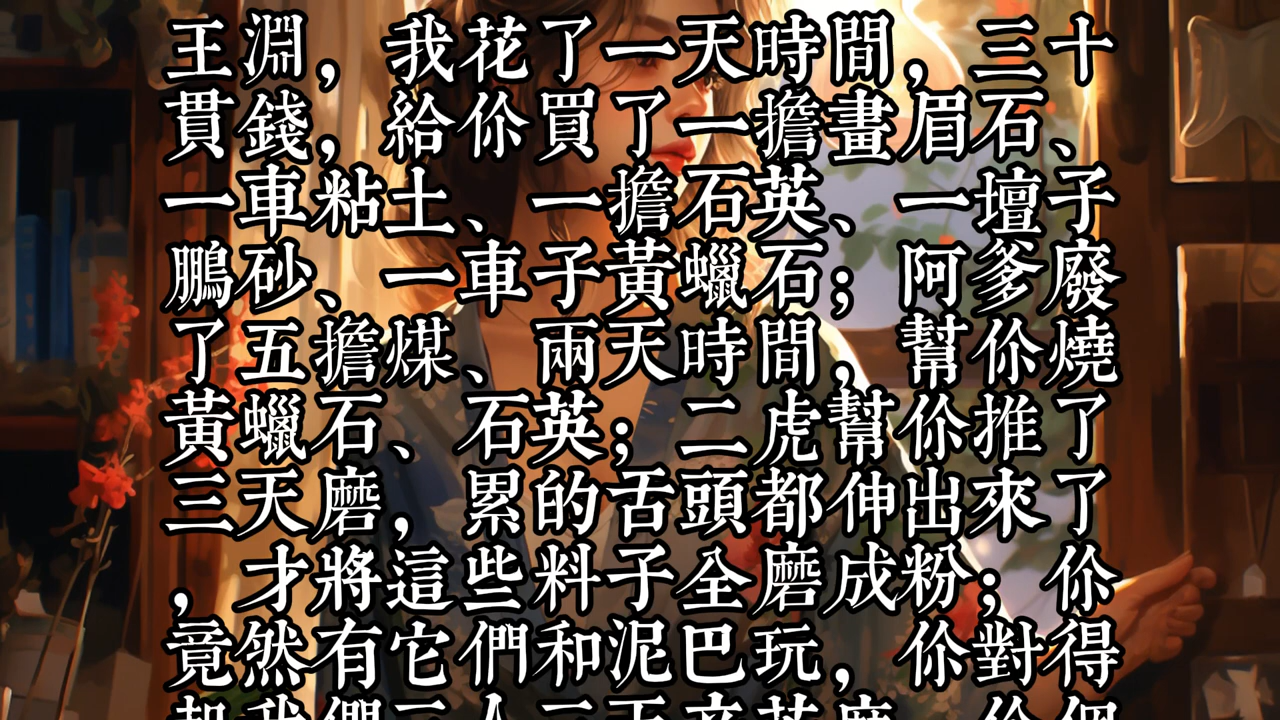 王淵，我花了一天時間，三十
貫錢，給你買了一擔畫眉石、
一車粘土、一擔石英、一壇子
鵬砂、一車子黃蠟石；阿爹廢
了五擔煤、兩天時間，幫你燒
黃蠟石、石英；二虎幫你推了
三天磨，累的舌頭都伸出來了
，才將這些料子全磨成粉；你
竟然有它們和泥巴玩，你對得